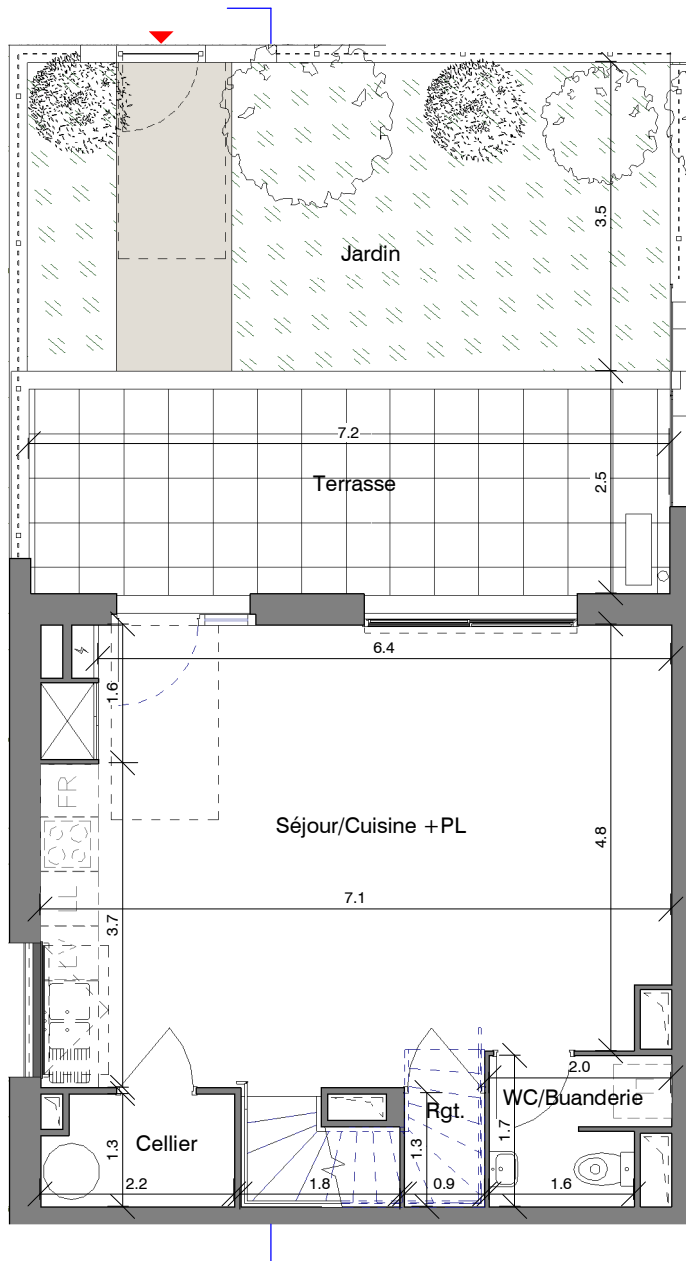 3.5
Jardin
7.2
Terrasse
2.5
6.4
1.6
FR
Séjour/Cuisine +PL
4.8
LL
7.1
3.7
LV
2.0
WC/Buanderie
Rgt.
1.7
Cellier
1.3
1.3
2.2
1.8
0.9
1.6